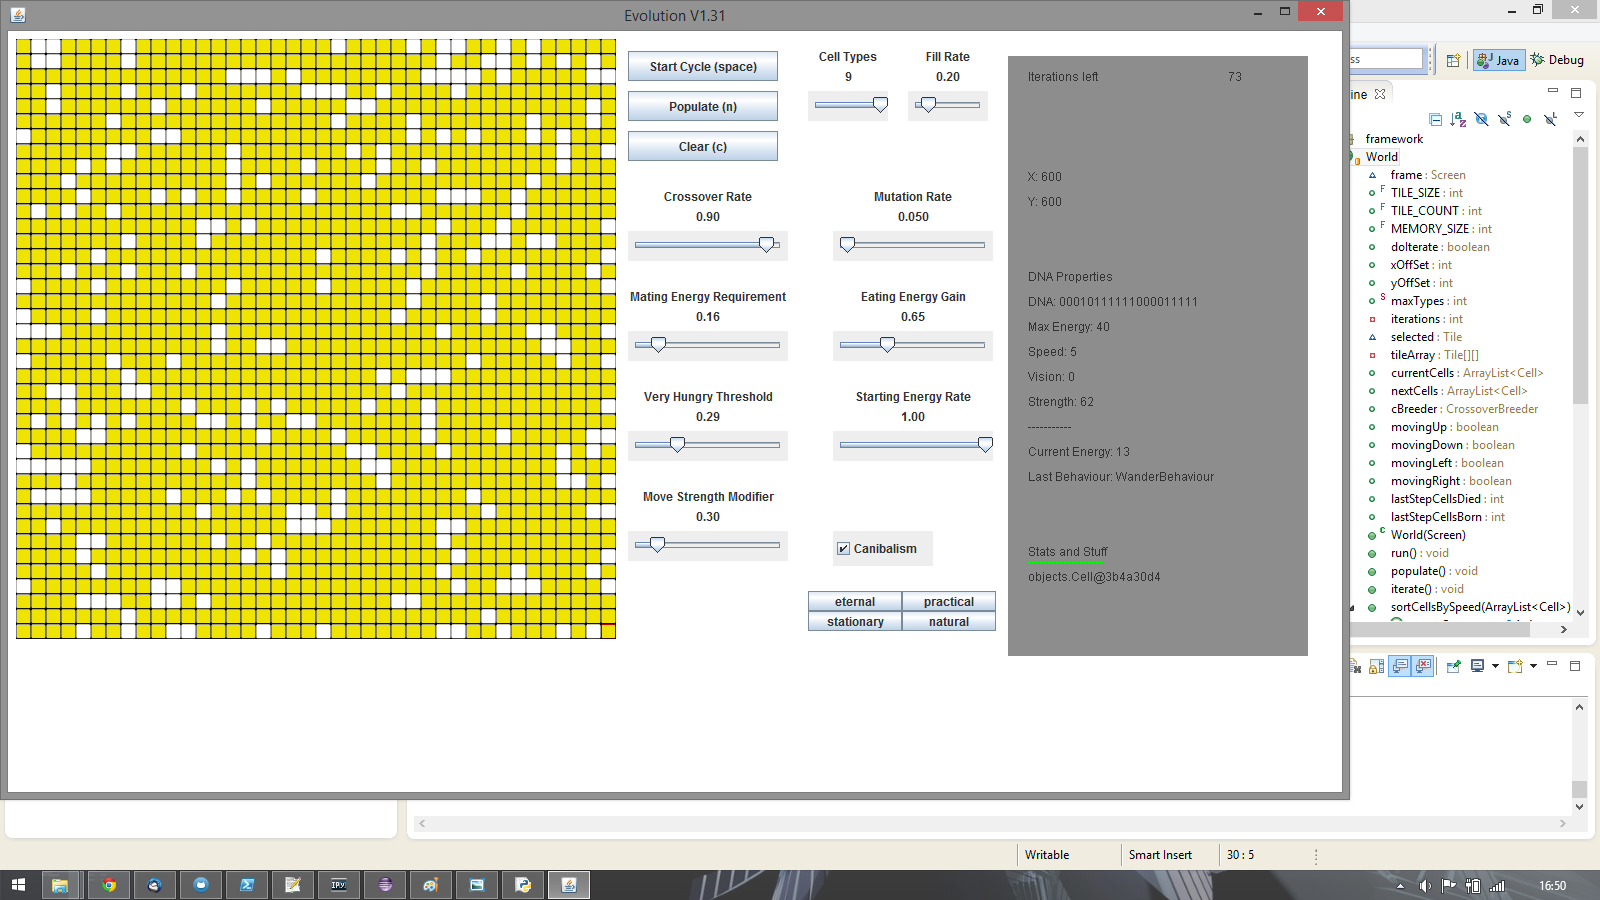 Evolution V1.31
Start Cycle (space)
Populate (n)
Clear (c)
Cell Types
9
Fill Rate
0.20
Crossover Rate
0.90
Mutation Rate
0.050
Mating Energy Requirement
0.16
Eating Energy Gain
0.65
Very Hungry Threshold
0.29
Starting Energy Rate
1.00
Move Strength Modifier
0.30
Canibalism
eternal
practical
stationary
natural
Iterations left 73
X: 600
Y: 600
DNA Properties
DNA: 00010111111000011111
Max Energy: 40
Speed: 5
Vision: 0
Strength: 62
-----------
Current Energy: 13
Last Behaviour: WanderBehaviour
Stats and Stuff
objects.Cell@3b4a30d4
ss
Java
Debug
ine
framework
World
frame : Screen
TILE_SIZE : int
TILE_COUNT : int
MEMORY_SIZE : int
doIterate : boolean
xOffSet : int
yOffSet : int
maxTypes : int
iterations : int
selected : Tile
tileArray : Tile[][]
currentCells : ArrayList<Cell>
nextCells : ArrayList<Cell>
cBreeder : CrossoverBreeder
movingUp : boolean
movingDown : boolean
movingLeft : boolean
movingRight : boolean
lastStepCellsDied : int
lastStepCellsBorn : int
World(Screen)
run() : void
populate() : void
iterate() : void
sortCellsBySpeed(ArrayList<Cell>)
Writable
Smart Insert
30 : 5
IPy
16:50